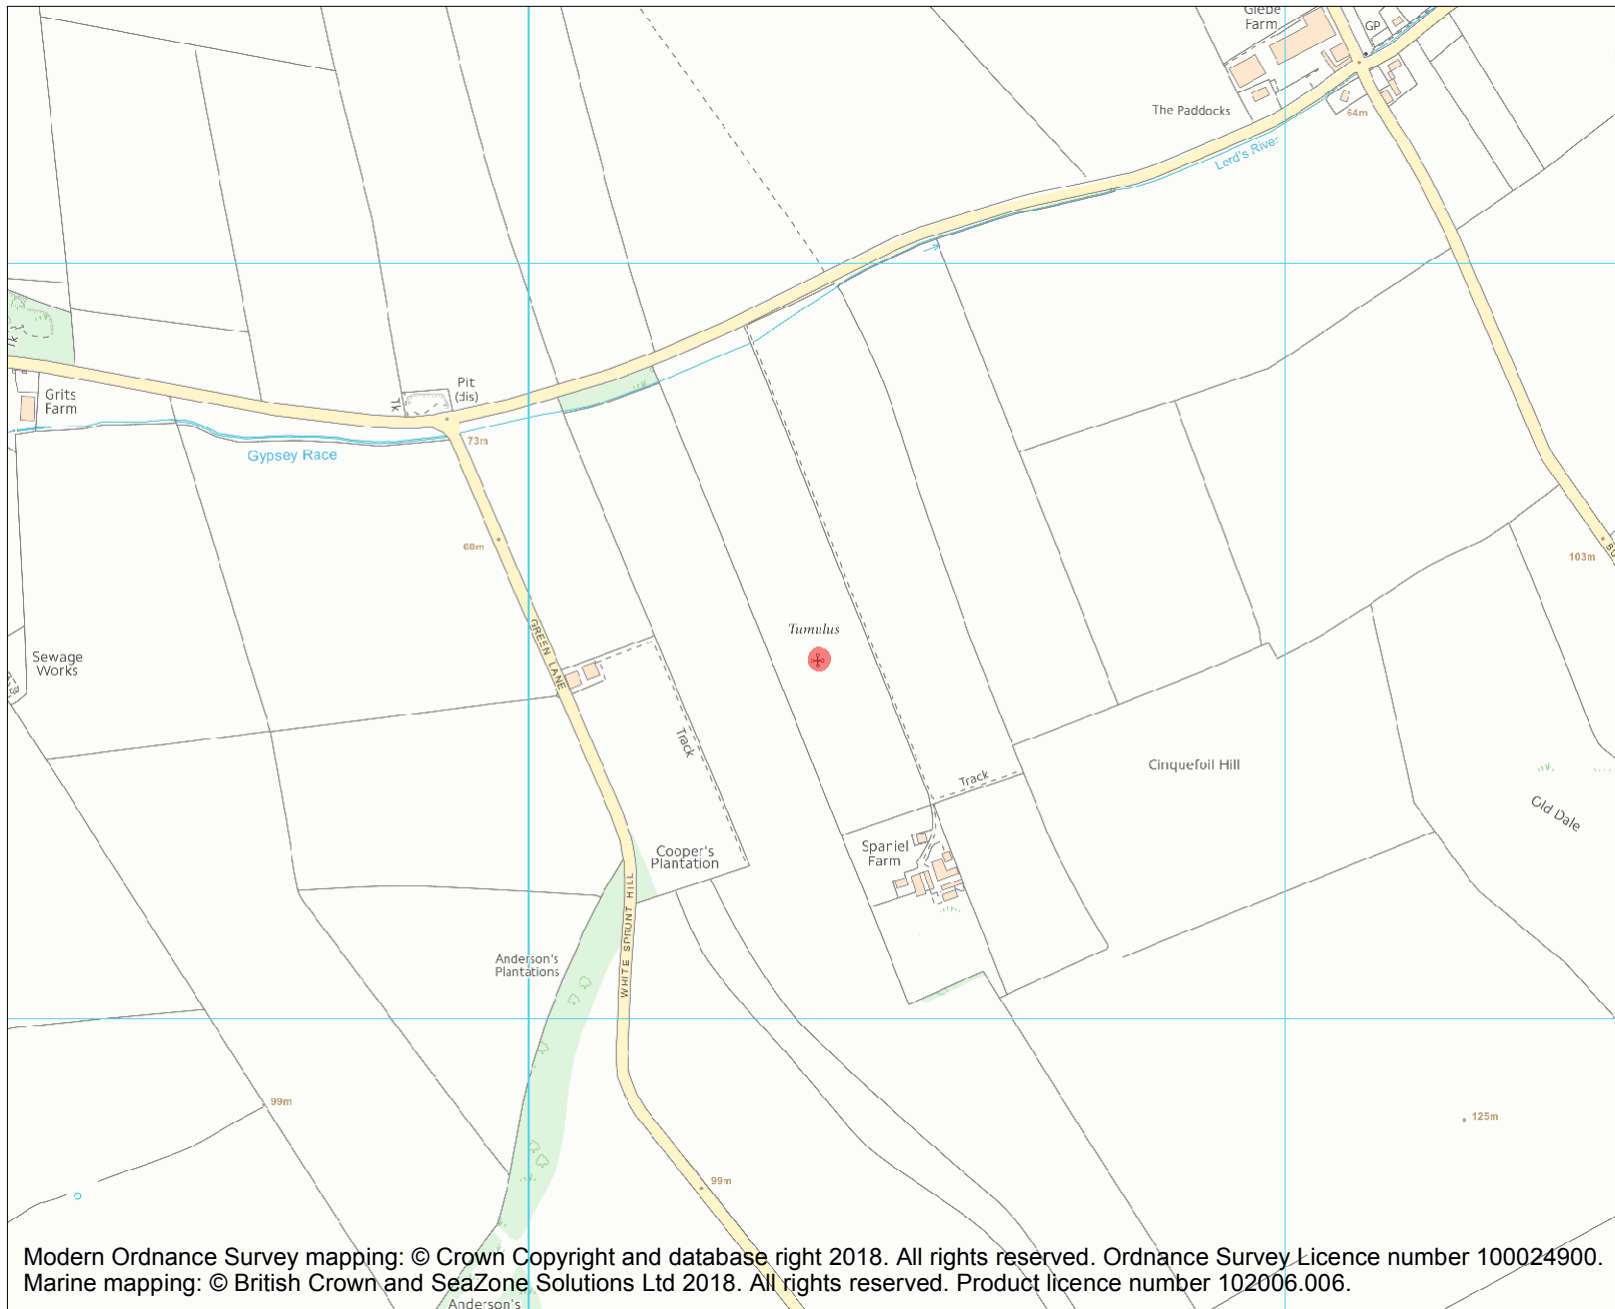 Glebe
Farm
GP
The Paddocks
64m
Lord's River
Tk
Grits
Farm
Pit
(dis)
Tk
73m
Gypsey Race
60m
103m
GREEN LANE
Tumulus
Sewage
Works
Track
Cinquefoil Hill
Track
Old Dale
Spaniel
Farm
Cooper's
Plantation
WHITE SPRUNT HILL
Anderson's
Plantations
99m
125m
99m
Modern Ordnance Survey mapping: © Crown Copyright and database right 2018. All rights reserved. Ordnance Survey Licence number 100024900.
Marine mapping: © British Crown and SeaZone Solutions Ltd 2018. All rights reserved. Product licence number 102006.006.
Anderson's